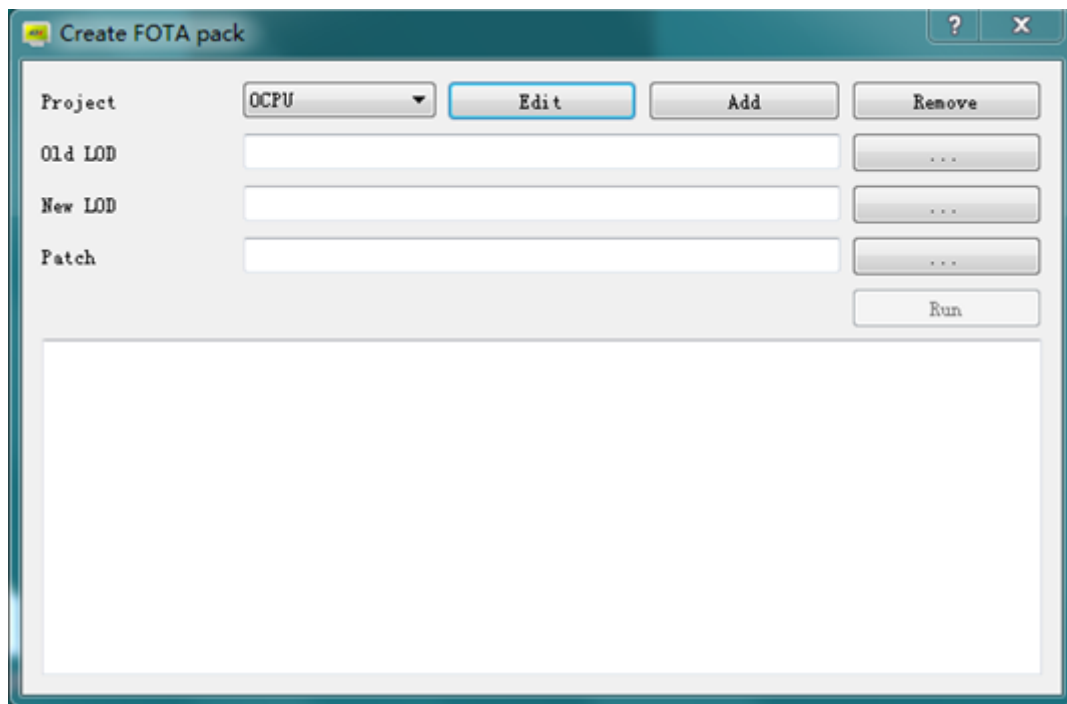 Create FOTA pack ? X
Project OCPU Edit Add Remove
Old LOD ...
New LOD ...
Patch ...
Run